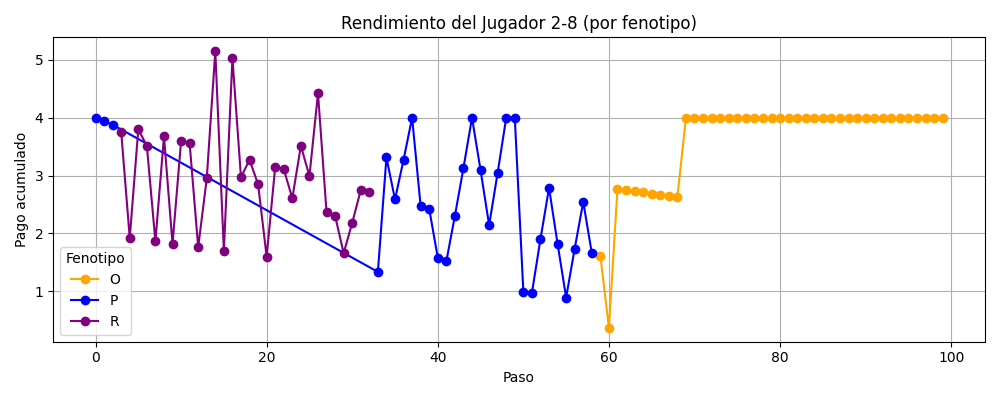 Rendimiento del Jugador 2-8 (por fenotipo)
Pago acumulado
5
4
3
2
1
Fenotipo
O
P
R
0 20 40 60 80 100
Paso